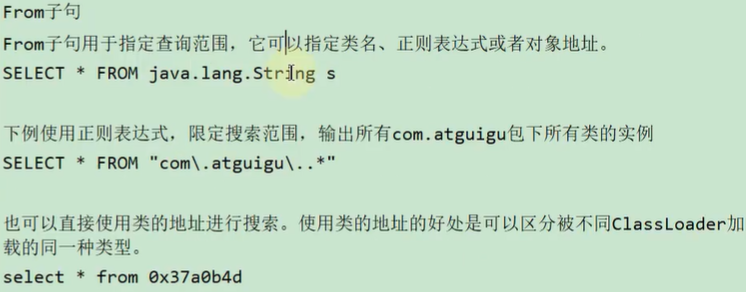 From子句
From子句用于指定查询范围，它可以指定类名、正则表达式或者对象地址。
SELECT * FROM java.lang.String s
下例使用正则表达式，限定搜索范围，输出所有com.atguigu包下所有类的实例
SELECT * FROM "com\.atguigu\..*"
也可以直接使用类的地址进行搜索。使用类的地址的好处是可以区分被不同ClassLoader加
载的同一种类型。
select * from 0x37a0b4d